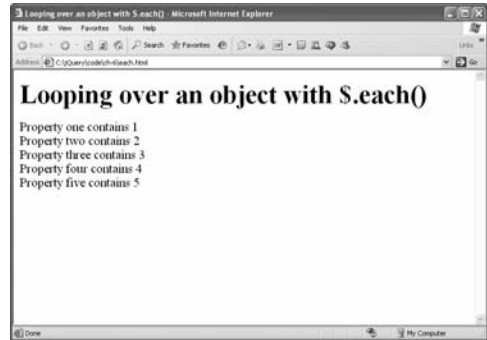 Looping over an object with $.each() - Microsoft Internet Explorer
File Edit View Favorites Tools Help
Back Search Favorites
Address C:\jQuery\code\ch-6\each.html Go
Looping over an object with $.each()
Property one contains 1
Property two contains 2
Property three contains 3
Property four contains 4
Property five contains 5
Done My Computer